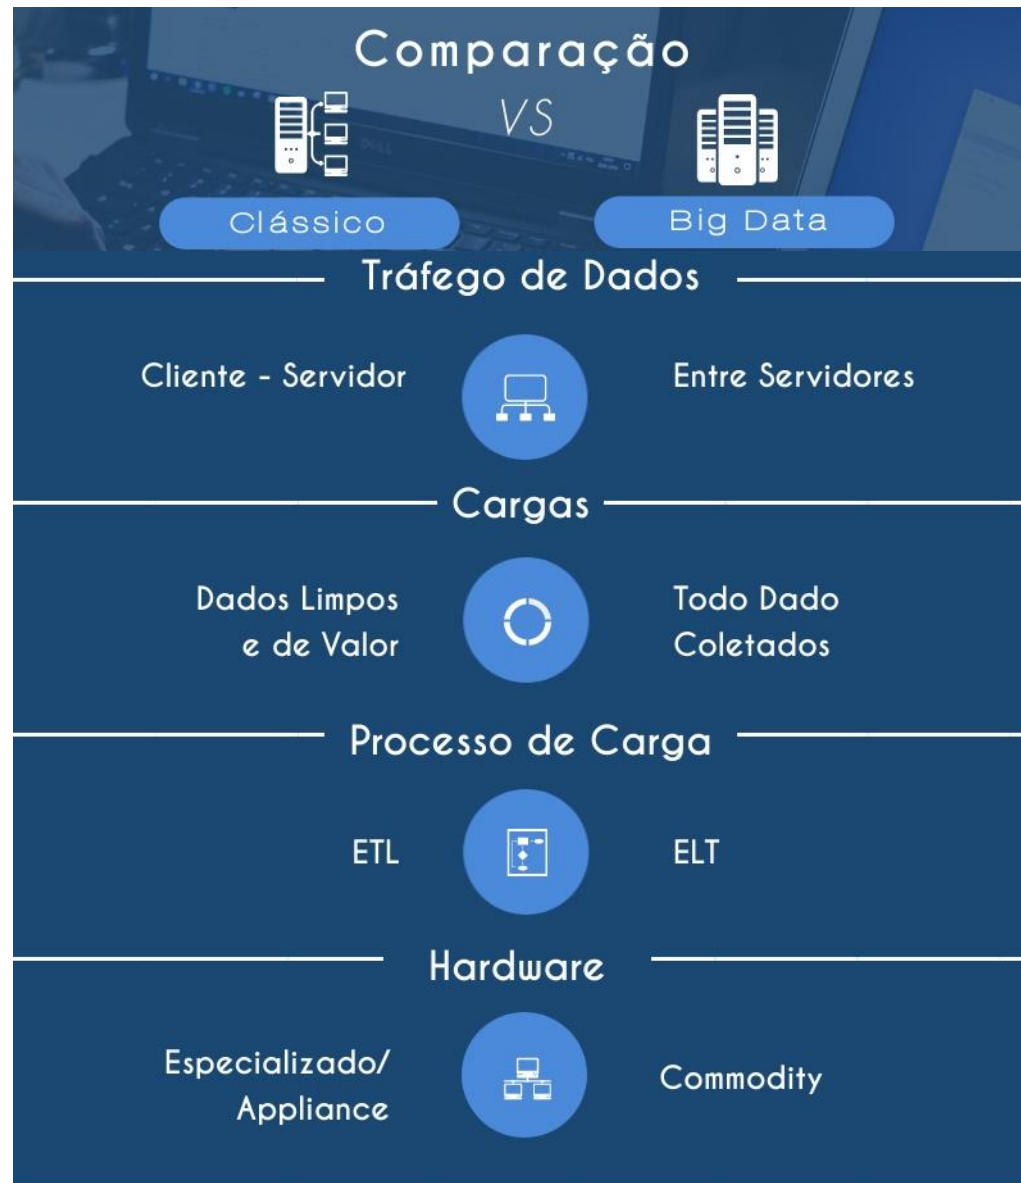 Comparação
VS
Clássico
Big Data
Tráfego de Dados
Cliente - Servidor
Entre Servidores
Cargas
Dados Limpos
e de Valor
Todo Dado
Coletados
Processo de Carga
ETL
ELT
Hardware
Especializado/
Appliance
Commodity
DELL